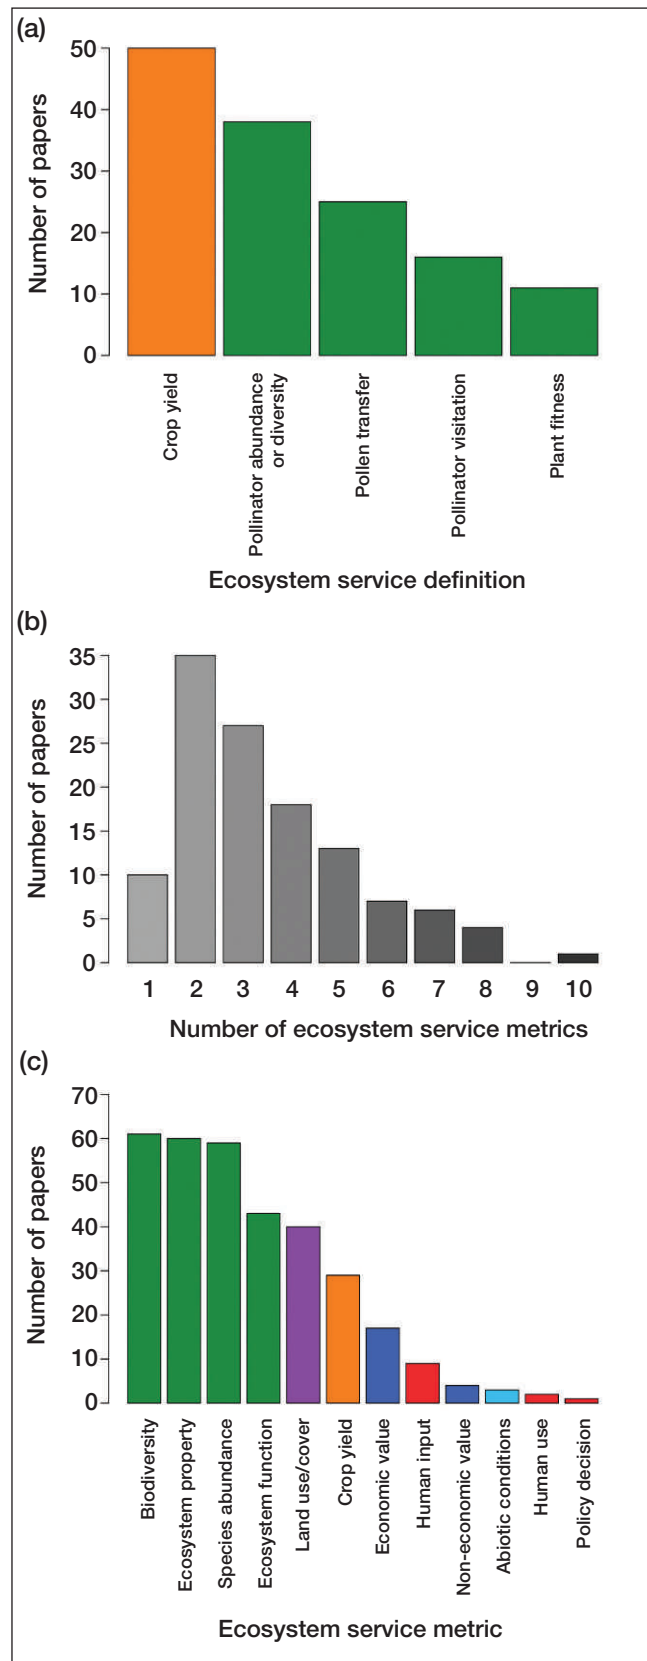 (a)
Number of papers
50
40
30
20
10
0
Crop yield
Pollinator abundance
or diversity
Pollen transfer
Pollinator visitation
Plant fitness
Ecosystem service definition
(b)
Number of papers
35
30
25
20
15
10
5
0
1 2 3 4 5 6 7 8 9 10
Number of ecosystem service metrics
(c)
Number of papers
70
60
50
40
30
20
10
0
Biodiversity
Ecosystem property
Species abundance
Ecosystem function
Land use/cover
Crop yield
Economic value
Human input
Non-economic value
Abiotic conditions
Human use
Policy decision
Ecosystem service metric